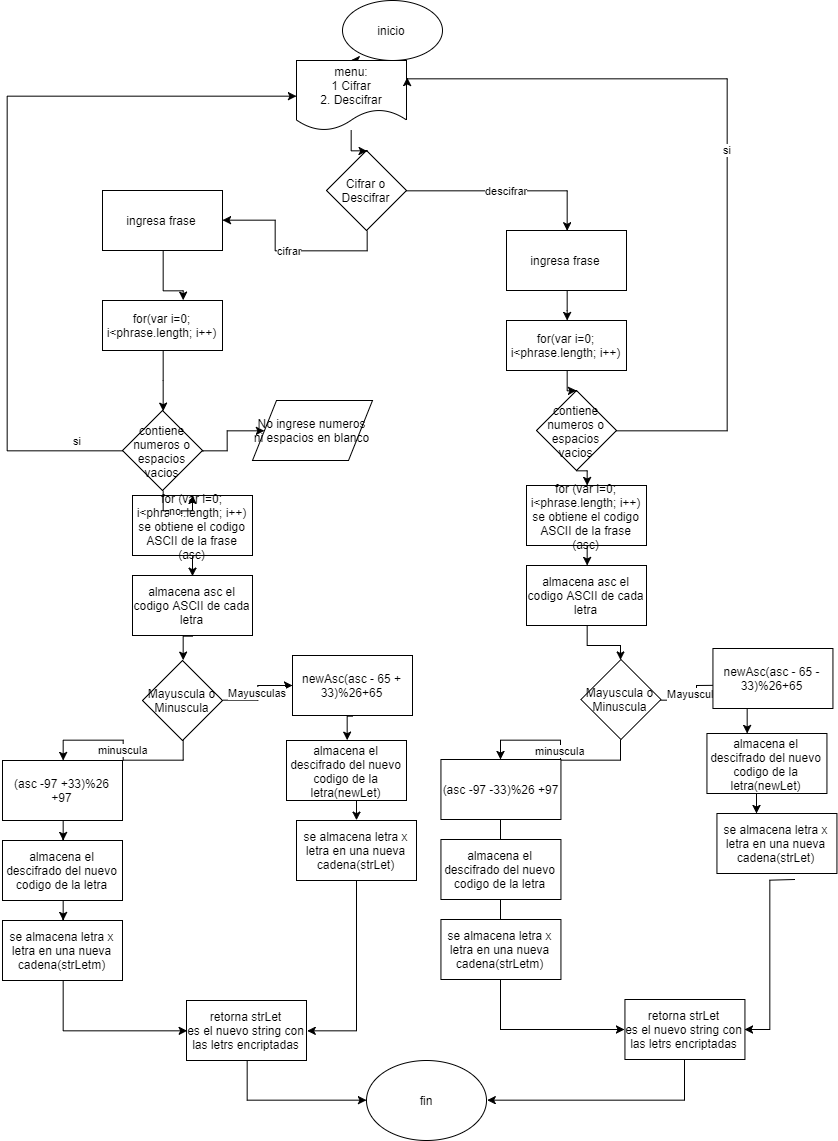 inicio
menu:
1 Cifrar
2. Descifrar
si
Cifrar o
Descifrar
descifrar
cifrar
ingresa frase
ingresa frase
for(var i=0;
i<phrase.length; i++)
for(var i=0;
i<phrase.length; i++)
contiene
numeros o
espacios
vacios
si
No ingrese numeros
ni espacios en blanco
contiene
numeros o
espacios
vacios
for (var i=0;
i<phra no .length; i++)
se obtiene el codigo
ASCII de la frase
(asc)
for (var i=0;
i<phrase.length; i++)
se obtiene el codigo
ASCII de la frase
(asc)
almacena asc el
codigo ASCII de cada
letra
almacena asc el
codigo ASCII de cada
letra
Mayuscula o
Minuscula
Mayusculas
newAsc(asc - 65 +
33)%26+65
Mayuscula o
Minuscula
Mayuscul
newAsc(asc - 65 -
33)%26+65
minuscula
almacena el
descifrado del nuevo
codigo de la
letra(newLet)
minuscula
almacena el
descifrado del nuevo
codigo de la
letra(newLet)
(asc -97 +33)%26
+97
(asc -97 -33)%26 +97
se almacena letra x
letra en una nueva
cadena(strLet)
se almacena letra x
letra en una nueva
cadena(strLet)
almacena el
descifrado del nuevo
codigo de la letra
almacena el
descifrado del nuevo
codigo de la letra
se almacena letra x
letra en una nueva
cadena(strLetm)
se almacena letra x
letra en una nueva
cadena(strLetm)
retorna strLet
es el nuevo string con
las letrs encriptadas
retorna strLet
es el nuevo string con
las letrs encriptadas
fin